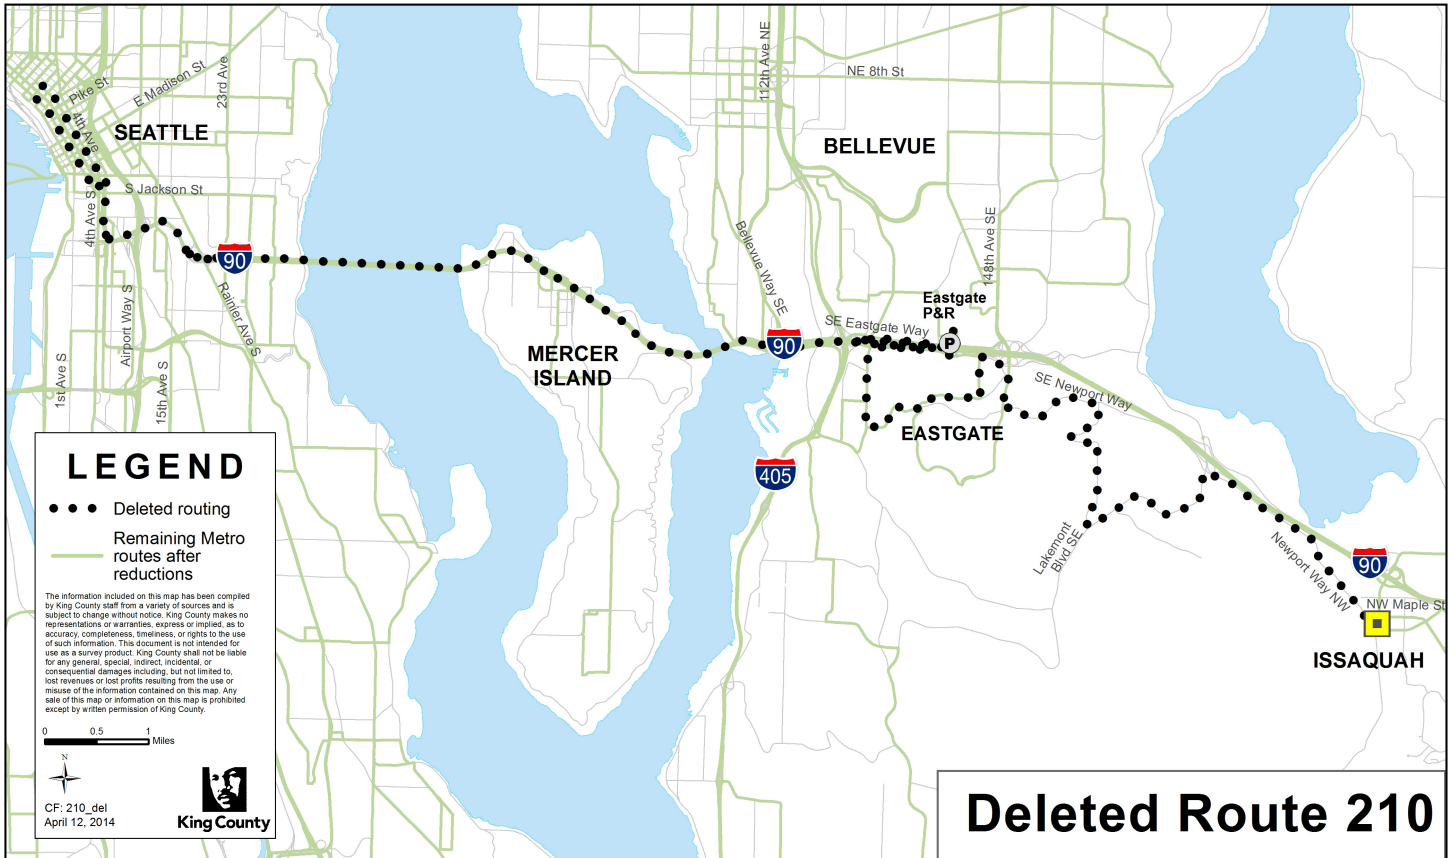 Pike St
E Madison St
23rd Ave
4th Ave
SEATTLE
S Jackson St
4th Ave S
90
Airport Way S
Rainier Ave S
1st Ave S
15th Ave S
MERCER
ISLAND
112th Ave NE
NE 8th St
BELLEVUE
Bellevue Way SE
148th Ave SE
Eastgate
P&R
SE Eastgate Way
P
90
SE Newport Way
EASTGATE
405
Lakemont
Blvd SE
Newport Way NW
90
NW Maple St
ISSAQUAH
LEGEND
Deleted routing
Remaining Metro
routes after
reductions
The information included on this map has been compiled
by King County staff from a variety of sources and is
subject to change without notice. King County makes no
representations or warranties, express or implied, as to
accuracy, completeness, timeliness, or rights to the use
of such information. This document is not intended for
use as a survey product. King County shall not be liable
for any general, special, indirect, incidental, or
consequential damages including, but not limited to,
lost revenues or lost profits resulting from the use or
misuse of the information contained on this map. Any
sale of this map or information on this map is prohibited
except by written permission of King County.
0 0.5 1
Miles
N
CF: 210_del
April 12, 2014
King County
Deleted Route 210